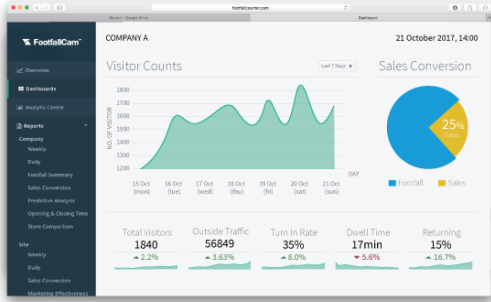 footfallcounter.com
Recent - Google Drive
Dashboard
FootfallCam™
COMPANY A
21 October 2017, 14:00
Overview
Dashboards
Analytic Centre
Reports
Company
Weekly
Daily
Footfall Summary
Sales Conversion
Predictive Analysis
Opening & Closing Time
Store Comparison
Site
Weekly
Daily
Sales Conversion
Marketing Effectiveness
Visitor Counts
Last 7 Days
NO. OF VISITOR
1800
1700
1600
1500
1400
1300
1200
15 Oct 16 Oct 17 Oct 18 Oct 19 Oct 20 Oct 21 Oct
(mon) (tue) (wed) (thu) (fri) (sat) (sun)
DAY
Sales Conversion
25%
Sales
Footfall Sales
Total Visitors
1840
2.2%
Outside Traffic
56849
3.63%
Turn In Rate
35%
8.0%
Dwell Time
17min
5.6%
Returning
15%
16.7%